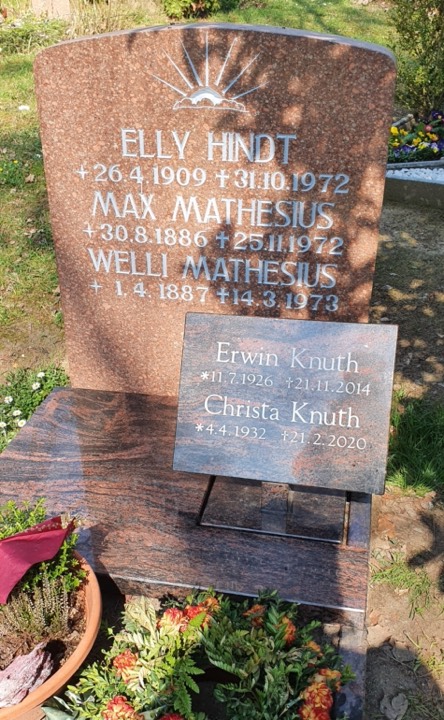 ELLY HINDT
+26.4.1909 †31.10.1972
MAX MATHESIUS
+30.8.1886 †25.11.1972
WELLI MATHESIUS
+ 1.4.1887 †14.3.1973
Erwin Knuth
*11.7.1926 †21.11.2014
Christa Knuth
*4.4.1932 †21.2.2020